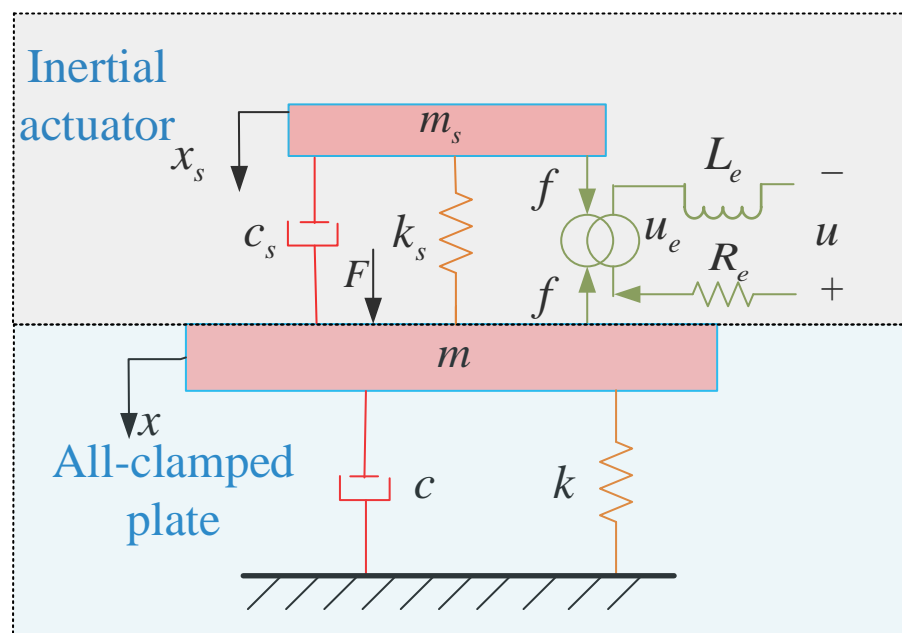 Inertial
actuator
m_s
x_s
c_s
k_s
F
f
f
u_e
L_e
−
u
R_e
+
m
x
All-clamped
plate
c
k